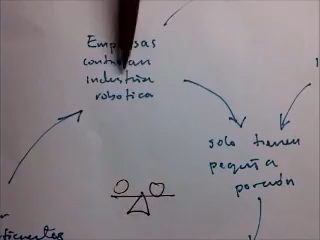 Empresas
controlan
industria
robotica
solo tienen
pequeña
porción